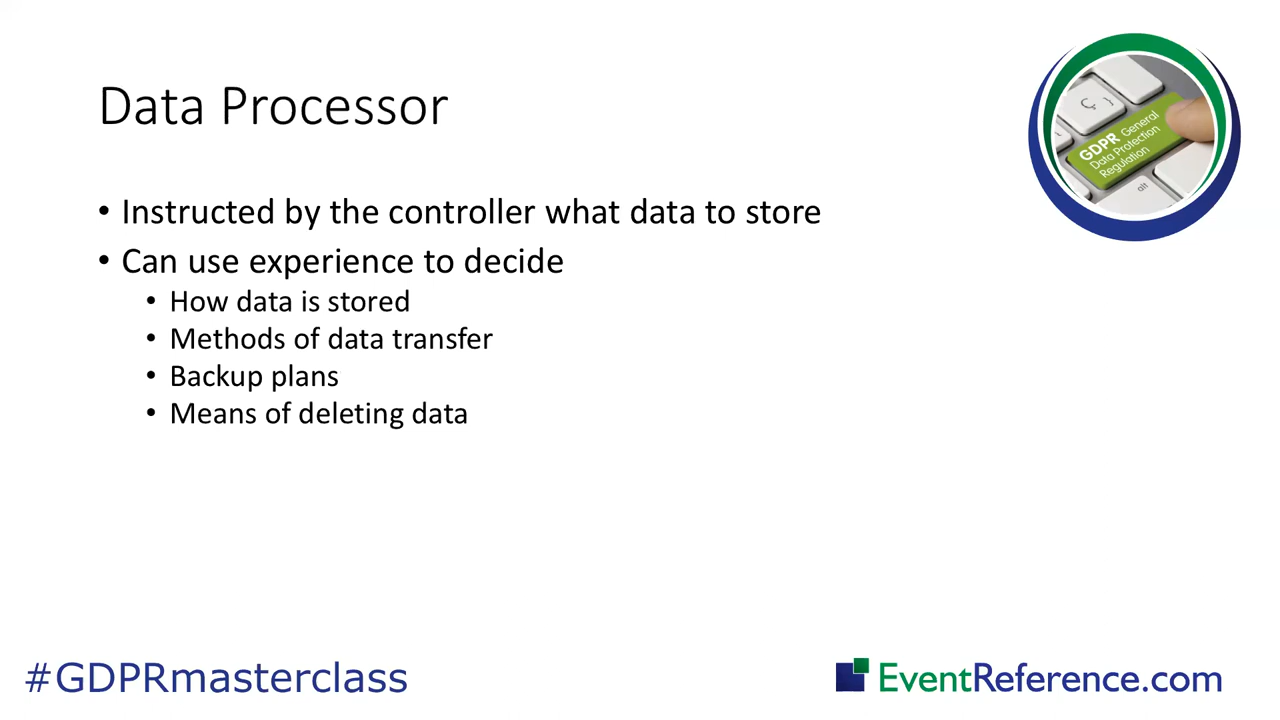 Data Processor
• Instructed by the controller what data to store
• Can use experience to decide
• How data is stored
• Methods of data transfer
• Backup plans
• Means of deleting data
GDPR General
Data Protection
Regulation
alt
#GDPRmasterclass
EventReference.com